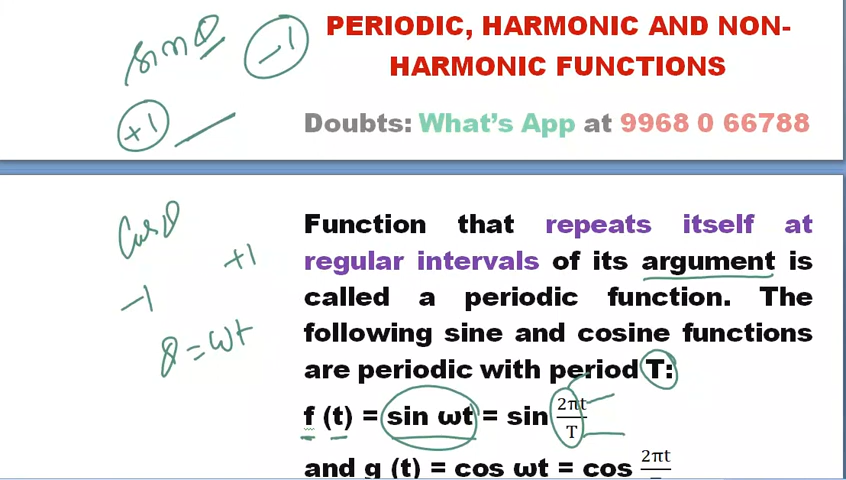 PERIODIC, HARMONIC AND NON-
HARMONIC FUNCTIONS
Doubts: What's App at 9968 0 66788
sin θ
−1
+1
Function that repeats itself at
regular intervals of its argument is
called a periodic function. The
following sine and cosine functions
are periodic with period T:
f (t) = sin ωt = sin 2πt/T
and g (t) = cos ωt = cos 2πt
Cos θ
+1
−1
θ = ωt